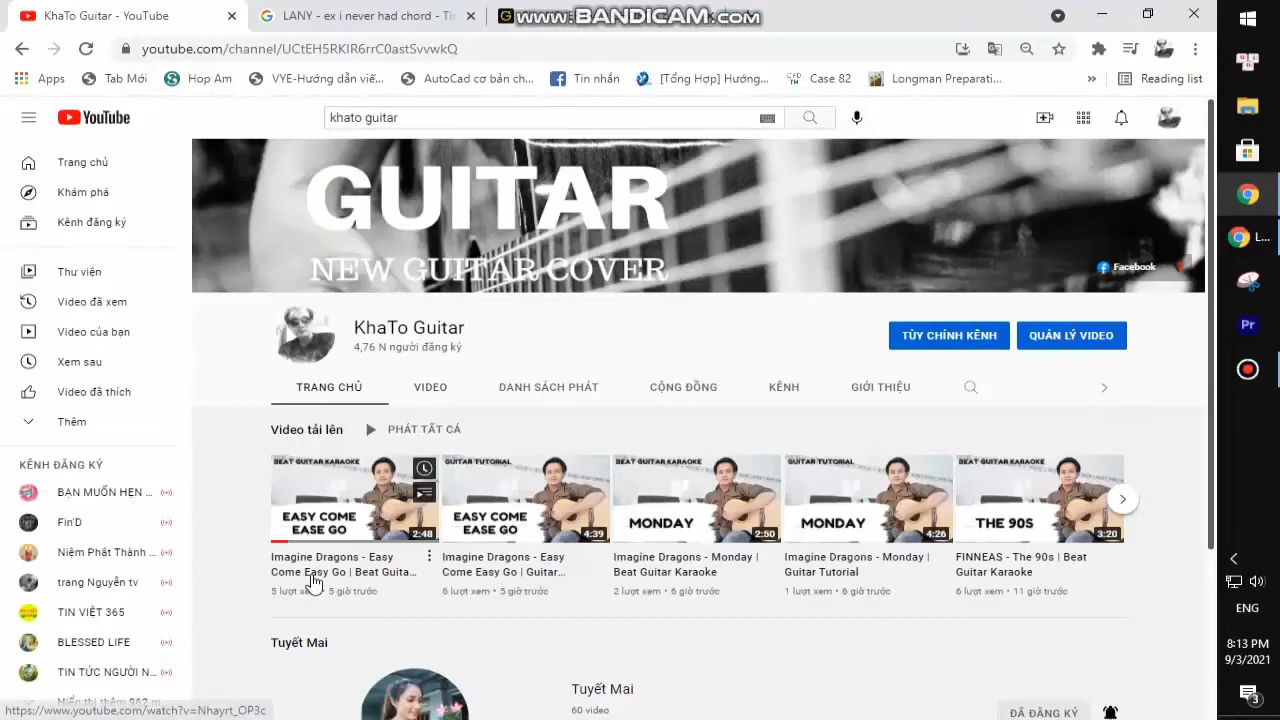 KhaTo Guitar - YouTube
LANY - ex i never had chord - Ti
www.BANDICAM.com
youtube.com/channel/UCtEH5RKlR6rrC0astSvvwkQ
Apps
Tab Mới
Hop Am
VYE-Hướng dẫn viế...
AutoCad cơ bản ch...
Tin nhắn
[Tổng Hợp] Hướng...
Case 82
Longman Preparati...
»
Reading list
YouTube
khato guitar
GUITAR
NEW GUITAR COVER
Facebook
Trang chủ
Khám phá
Kênh đăng ký
Thư viện
Video đã xem
Video của bạn
Xem sau
Video đã thích
Thêm
KÊNH ĐĂNG KÝ
BẠN MUỐN HẸN ...
Fin'D
Niệm Phật Thành ...
trang Nguyễn tv
TIN VIỆT 365
BLESSED LIFE
TIN TỨC NGƯỜI N...
Hiển thị thêm 962 m
KhaTo Guitar
4,76 N người đăng ký
TÙY CHỈNH KÊNH
QUẢN LÝ VIDEO
TRANG CHỦ
VIDEO
DANH SÁCH PHÁT
CỘNG ĐỒNG
KÊNH
GIỚI THIỆU
Video tải lên
PHÁT TẤT CẢ
BEAT GUITAR KARAOKE
EASY COME
EASE GO
2:48
Imagine Dragons - Easy
Come Easy Go | Beat Guita...
5 lượt xem • 5 giờ trước
GUITAR TUTORIAL
EASY COME
EASE GO
4:39
Imagine Dragons - Easy
Come Easy Go | Guitar...
6 lượt xem • 5 giờ trước
BEAT GUITAR KARAOKE
MONDAY
2:50
Imagine Dragons - Monday |
Beat Guitar Karaoke
2 lượt xem • 6 giờ trước
GUITAR TUTORIAL
MONDAY
4:26
Imagine Dragons - Monday |
Guitar Tutorial
1 lượt xem • 6 giờ trước
BEAT GUITAR KARAOKE
THE 90S
3:20
FINNEAS - The 90s | Beat
Guitar Karaoke
6 lượt xem • 11 giờ trước
Tuyết Mai
Tuyết Mai
60 video
ĐÃ ĐĂNG KÝ
https://www.youtube.com/watch?v=Nhayrt_OP3c
L...
Pr
ENG
8:13 PM
9/3/2021
3